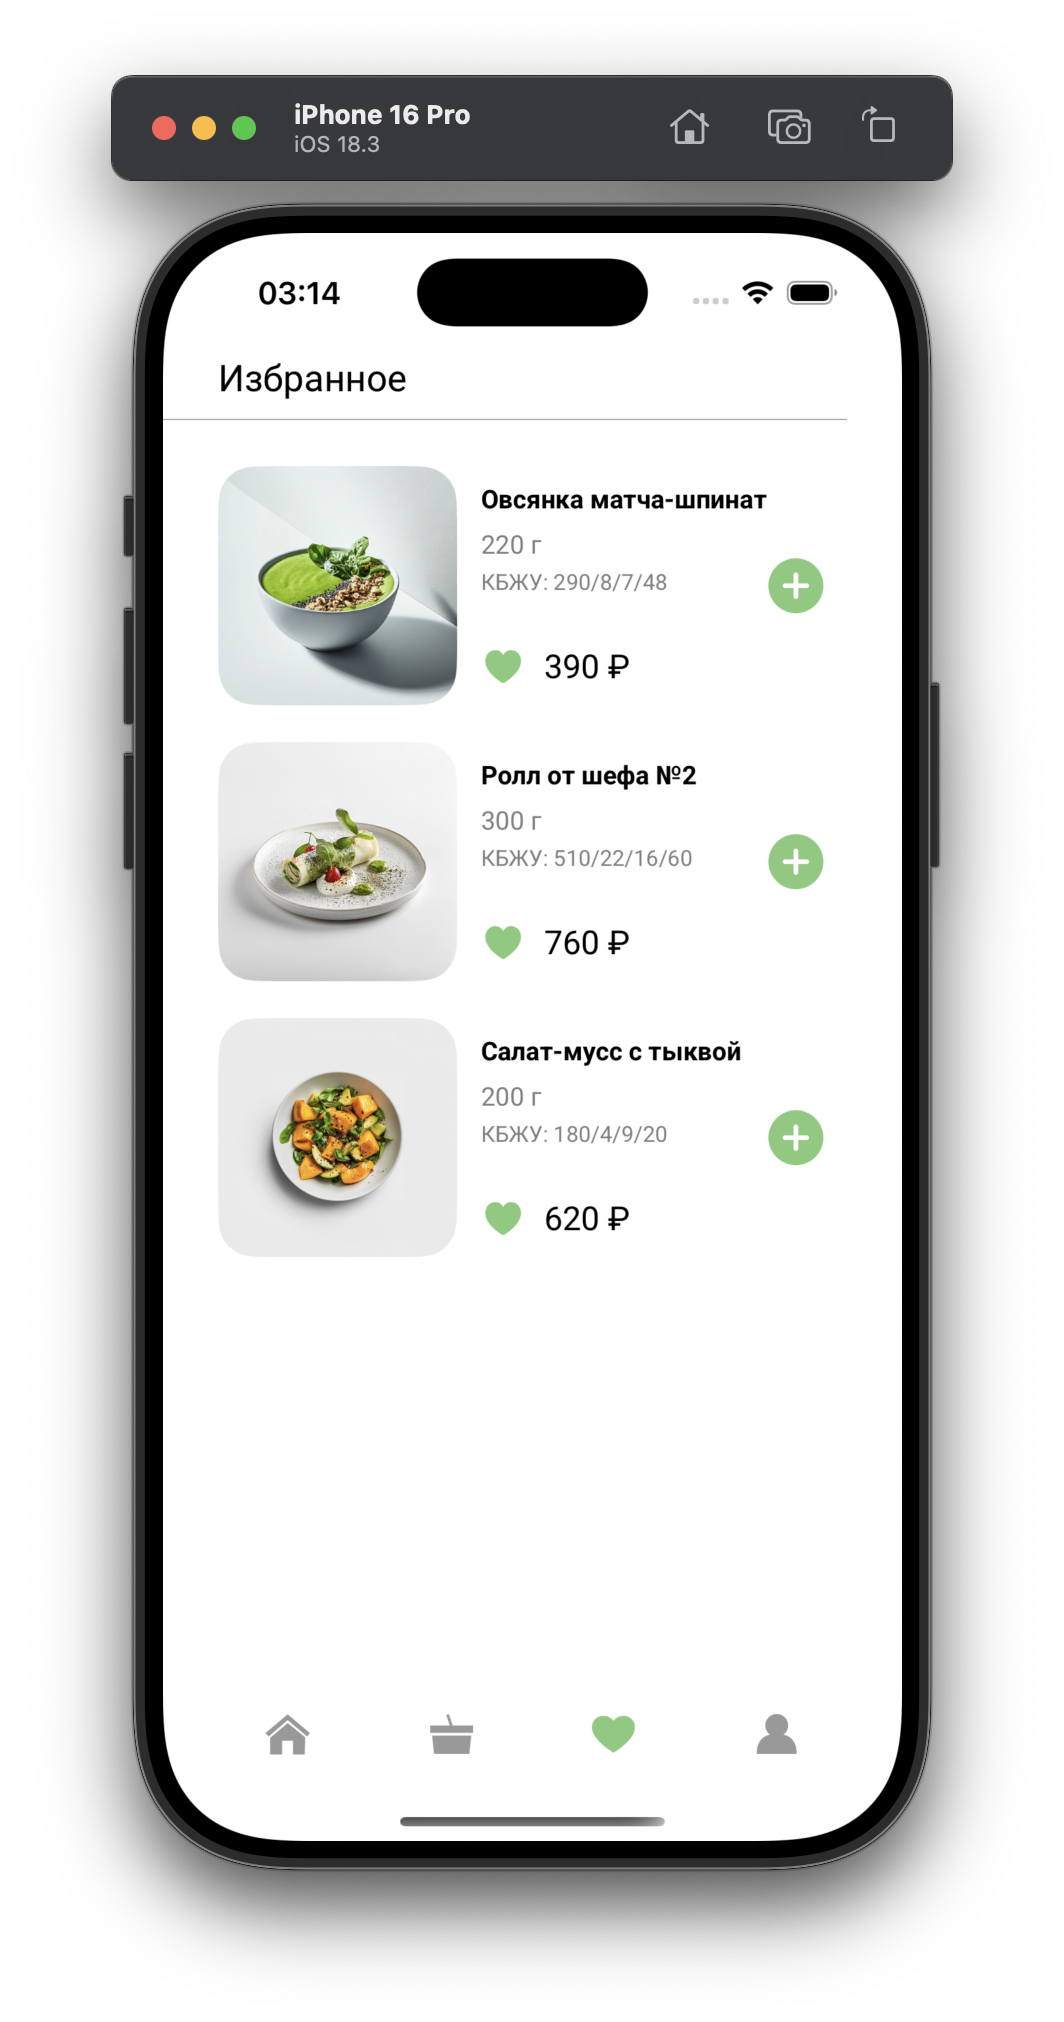 iPhone 16 Pro
iOS 18.3
03:14
Избранное
Овсянка матча-шпинат
220 г
КБЖУ: 290/8/7/48
390 ₽
Ролл от шефа №2
300 г
КБЖУ: 510/22/16/60
760 ₽
Салат-мусс с тыквой
200 г
КБЖУ: 180/4/9/20
620 ₽